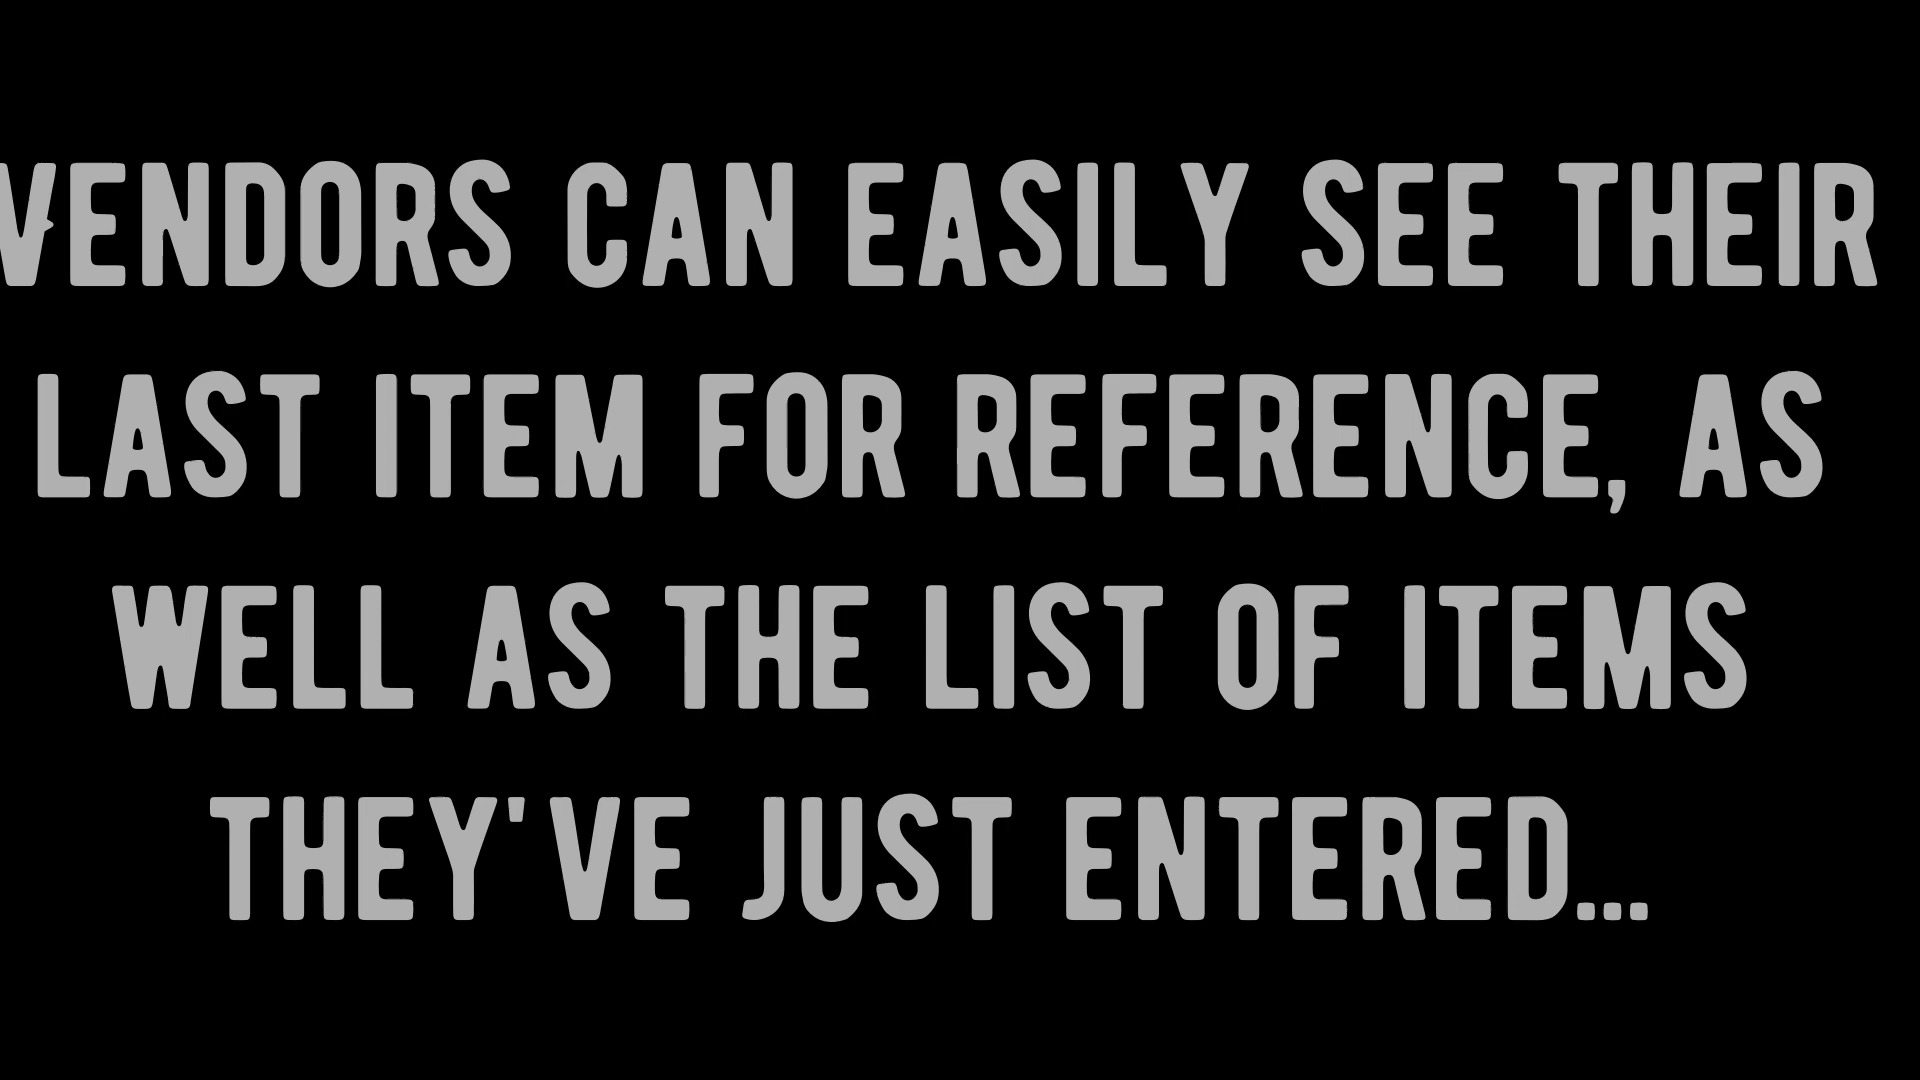 VENDORS CAN EASILY SEE THEIR
LAST ITEM FOR REFERENCE, AS
WELL AS THE LIST OF ITEMS
THEY'VE JUST ENTERED...